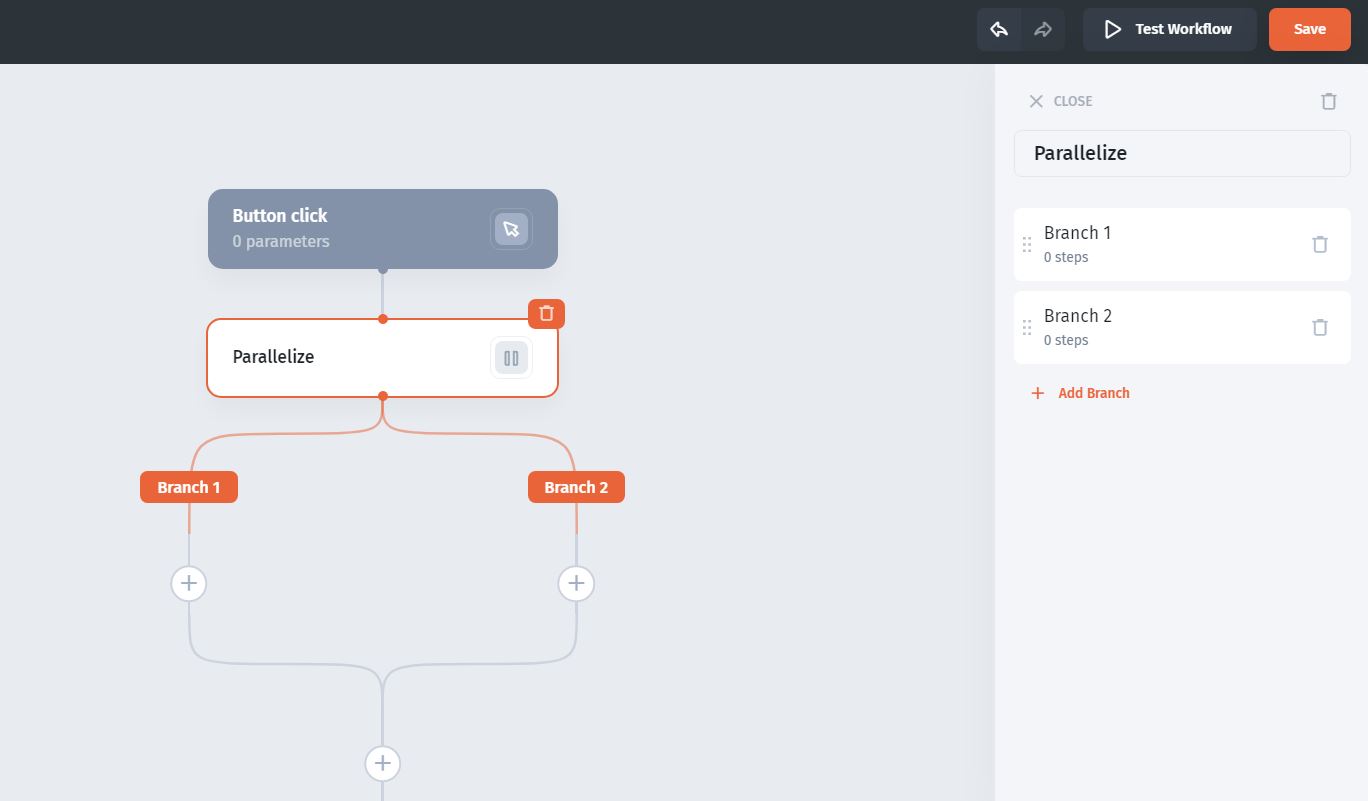 Test Workflow
Save
CLOSE
Parallelize
Branch 1
0 steps
Branch 2
0 steps
Add Branch
Button click
0 parameters
Parallelize
Branch 1
Branch 2